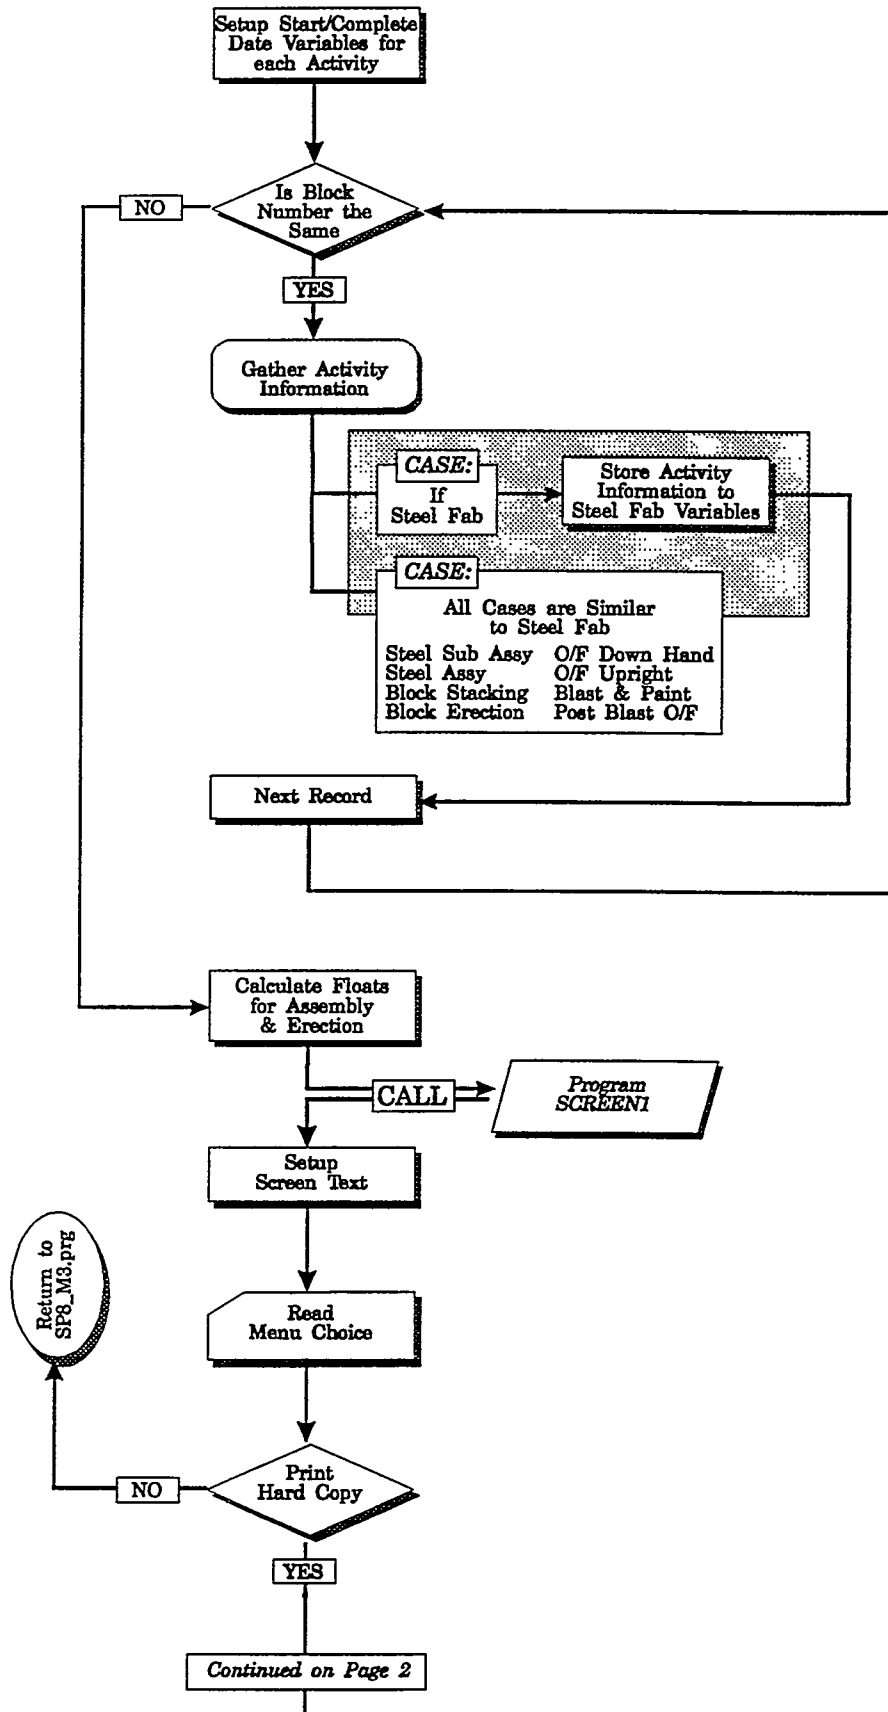 Setup Start/Complete
Date Variables for
each Activity
Is Block
Number the
Same
NO
YES
Gather Activity
Information
CASE:
If
Steel Fab
Store Activity
Information to
Steel Fab Variables
CASE:
All Cases are Similar
to Steel Fab
Steel Sub Assy O/F Down Hand
Steel Assy O/F Upright
Block Stacking Blast & Paint
Block Erection Post Blast O/F
Next Record
Calculate Floats
for Assembly
& Erection
CALL
Program
SCREEN1
Setup
Screen Text
Return to
SP8_M3.prg
Read
Menu Choice
Print
Hard Copy
NO
YES
Continued on Page 2